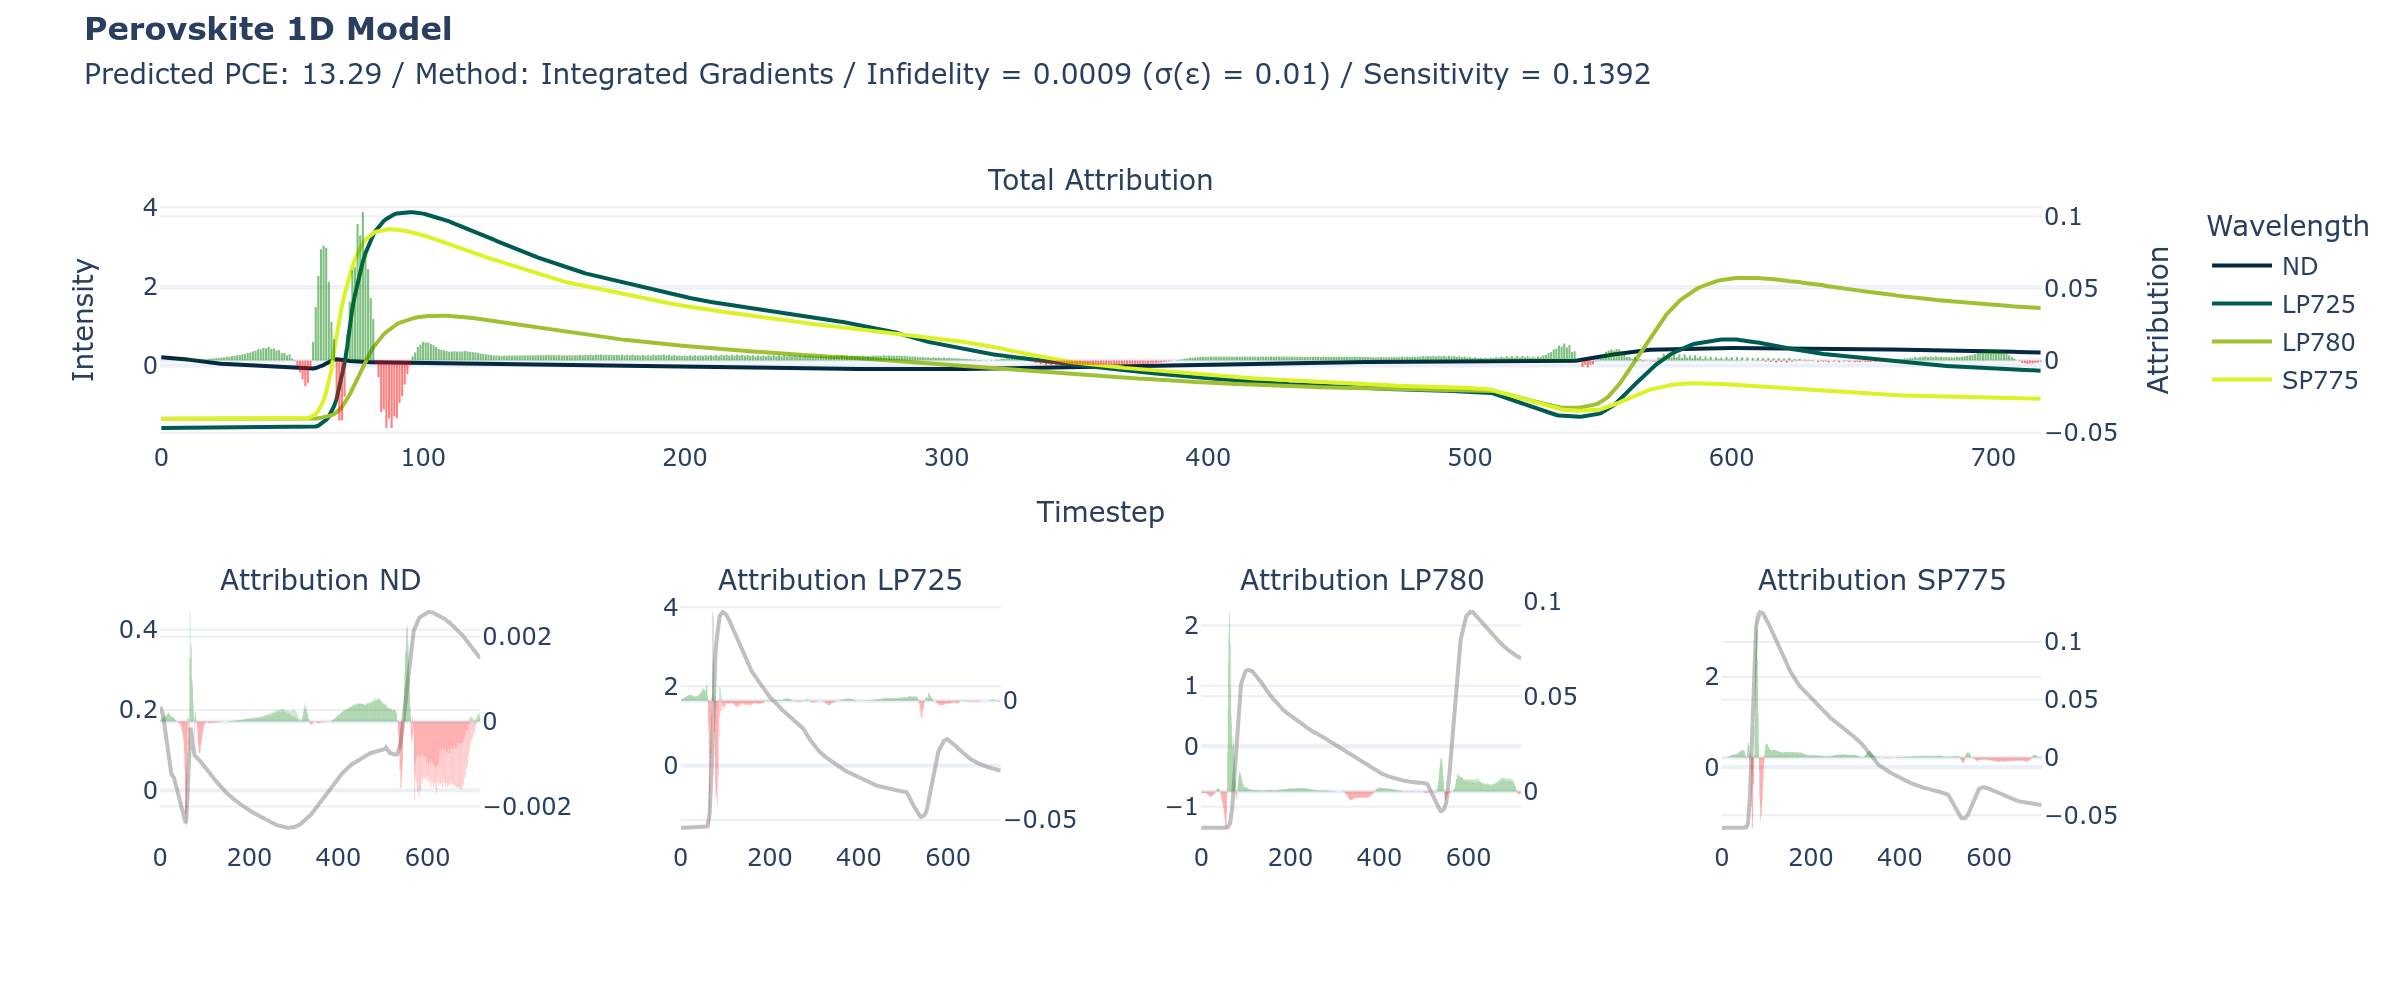 Perovskite 1D Model
Predicted PCE: 13.29 / Method: Integrated Gradients / Infidelity = 0.0009 (σ(ε) = 0.01) / Sensitivity = 0.1392
Total Attribution
Intensity
4
2
0
0.1
0.05
0
−0.05
Attribution
0 100 200 300 400 500 600 700
Timestep
Wavelength
ND
LP725
LP780
SP775
Attribution ND
0.4
0.2
0
0.002
0
−0.002
0 200 400 600
Attribution LP725
4
2
0
0
−0.05
0 200 400 600
Attribution LP780
2
1
0
−1
0.1
0.05
0
0 200 400 600
Attribution SP775
2
0
0.1
0.05
0
−0.05
0 200 400 600